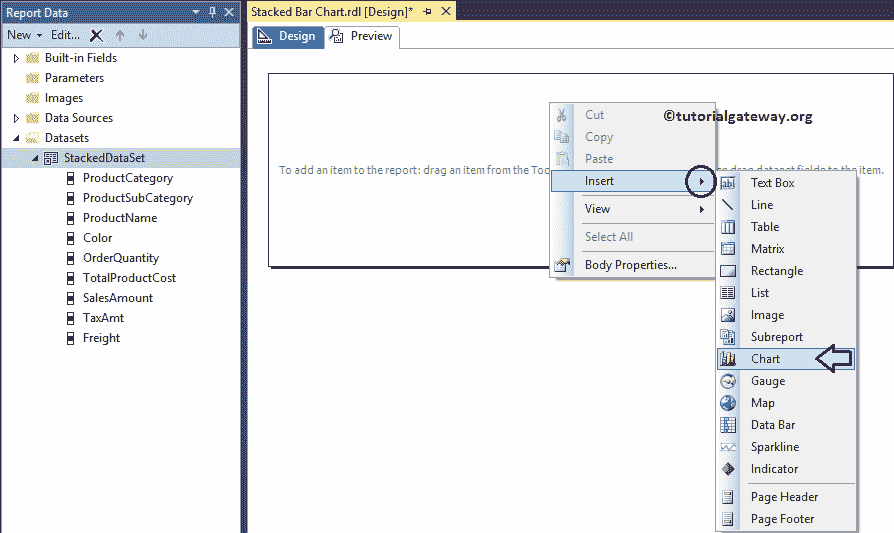 Report Data
New Edit...
Built-in Fields
Parameters
Images
Data Sources
Datasets
StackedDataSet
ProductCategory
ProductSubCategory
ProductName
Color
OrderQuantity
TotalProductCost
SalesAmount
TaxAmt
Freight
Stacked Bar Chart.rdl [Design]*
Design Preview
©tutorialgateway.org
To add an item to the report: drag an item from the Too
drag dataset fields to the item.
Cut
Copy
Paste
Insert
View
Select All
Body Properties...
Text Box
Line
Table
Matrix
Rectangle
List
Image
Subreport
Chart
Gauge
Map
Data Bar
Sparkline
Indicator
Page Header
Page Footer